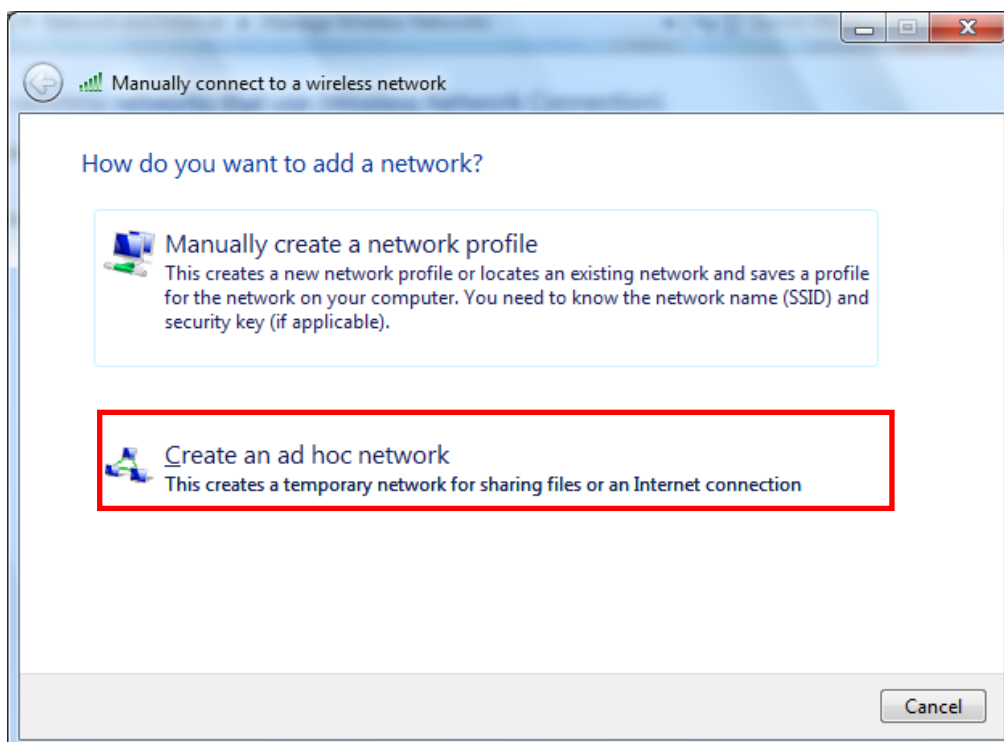 Manually connect to a wireless network
How do you want to add a network?
Manually create a network profile
This creates a new network profile or locates an existing network and saves a profile
for the network on your computer. You need to know the network name (SSID) and
security key (if applicable).
Create an ad hoc network
This creates a temporary network for sharing files or an Internet connection
Cancel